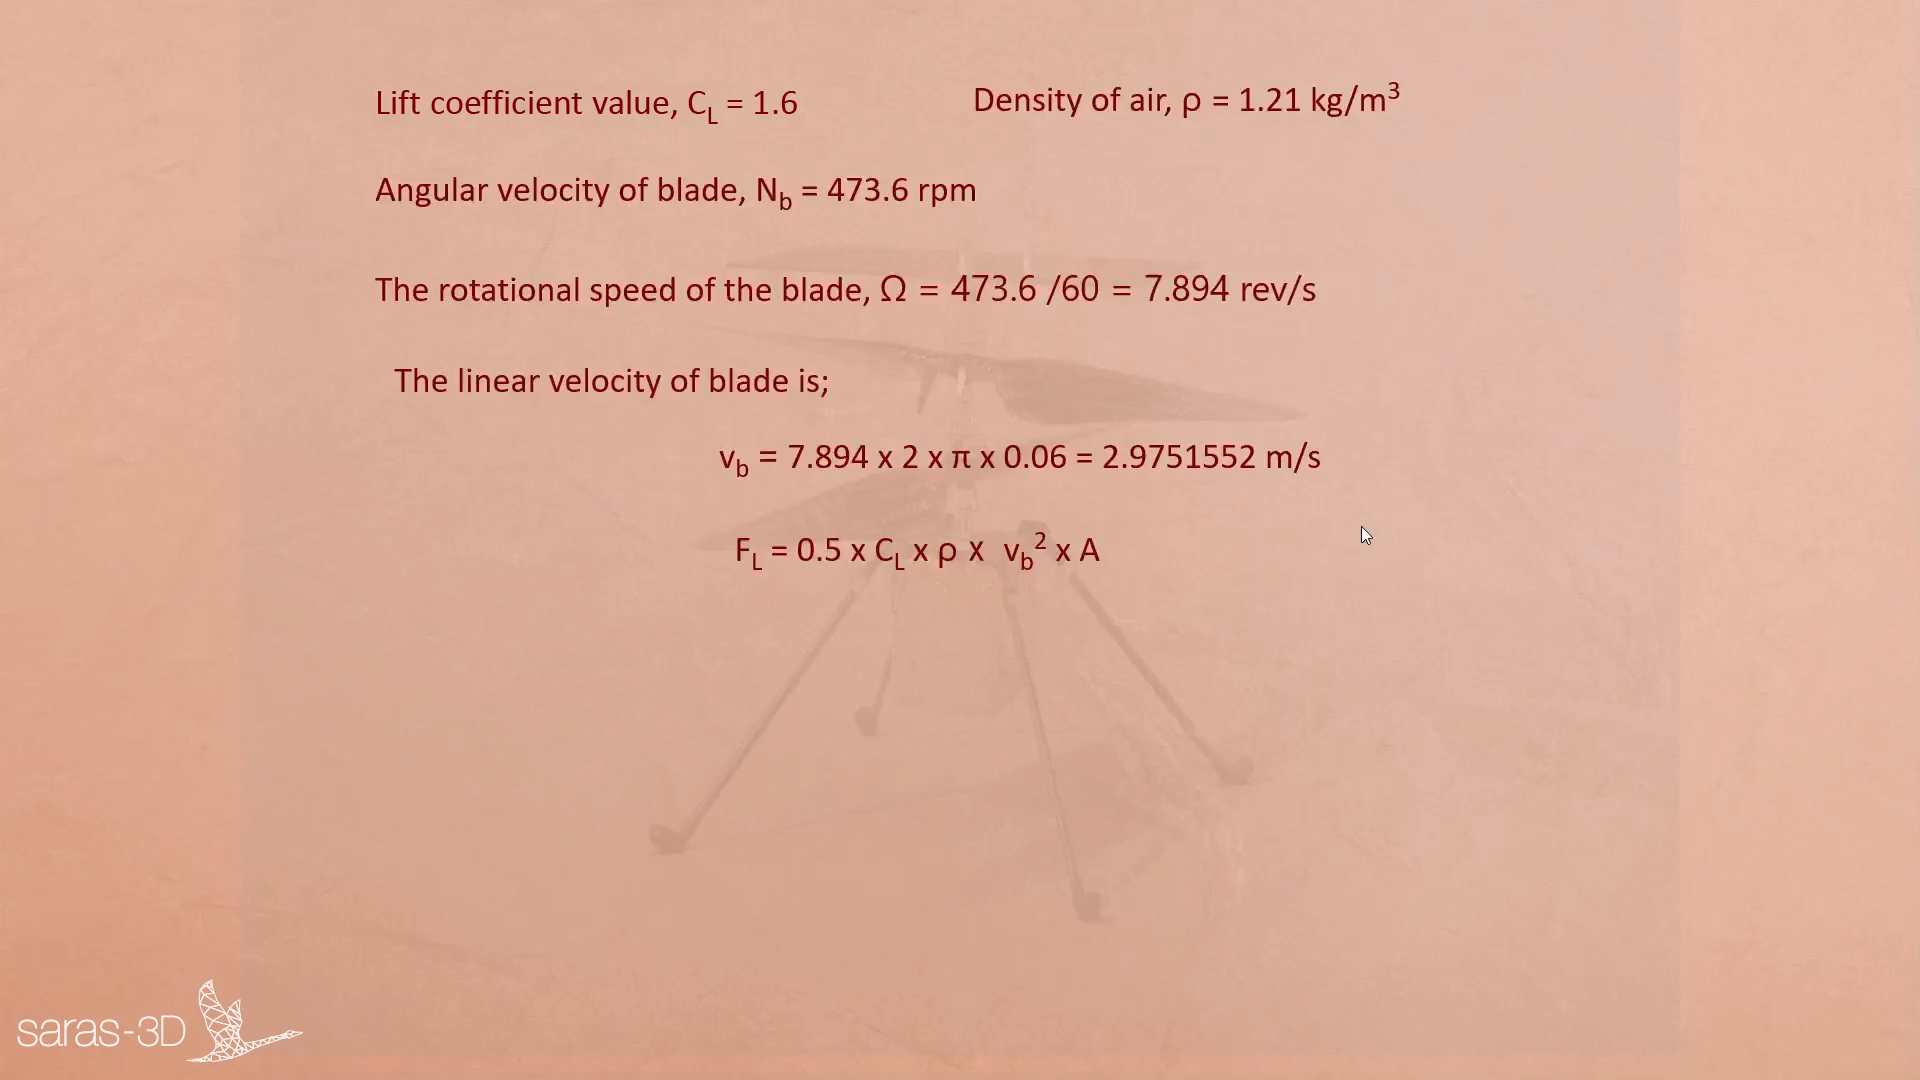 Lift coefficient value, C_L = 1.6
Density of air, ρ = 1.21 kg/m³
Angular velocity of blade, N_b = 473.6 rpm
The rotational speed of the blade, Ω = 473.6 /60 = 7.894 rev/s
The linear velocity of blade is;
v_b = 7.894 x 2 x π x 0.06 = 2.9751552 m/s
F_L = 0.5 x C_L x ρ x v_b² x A
saras-3D